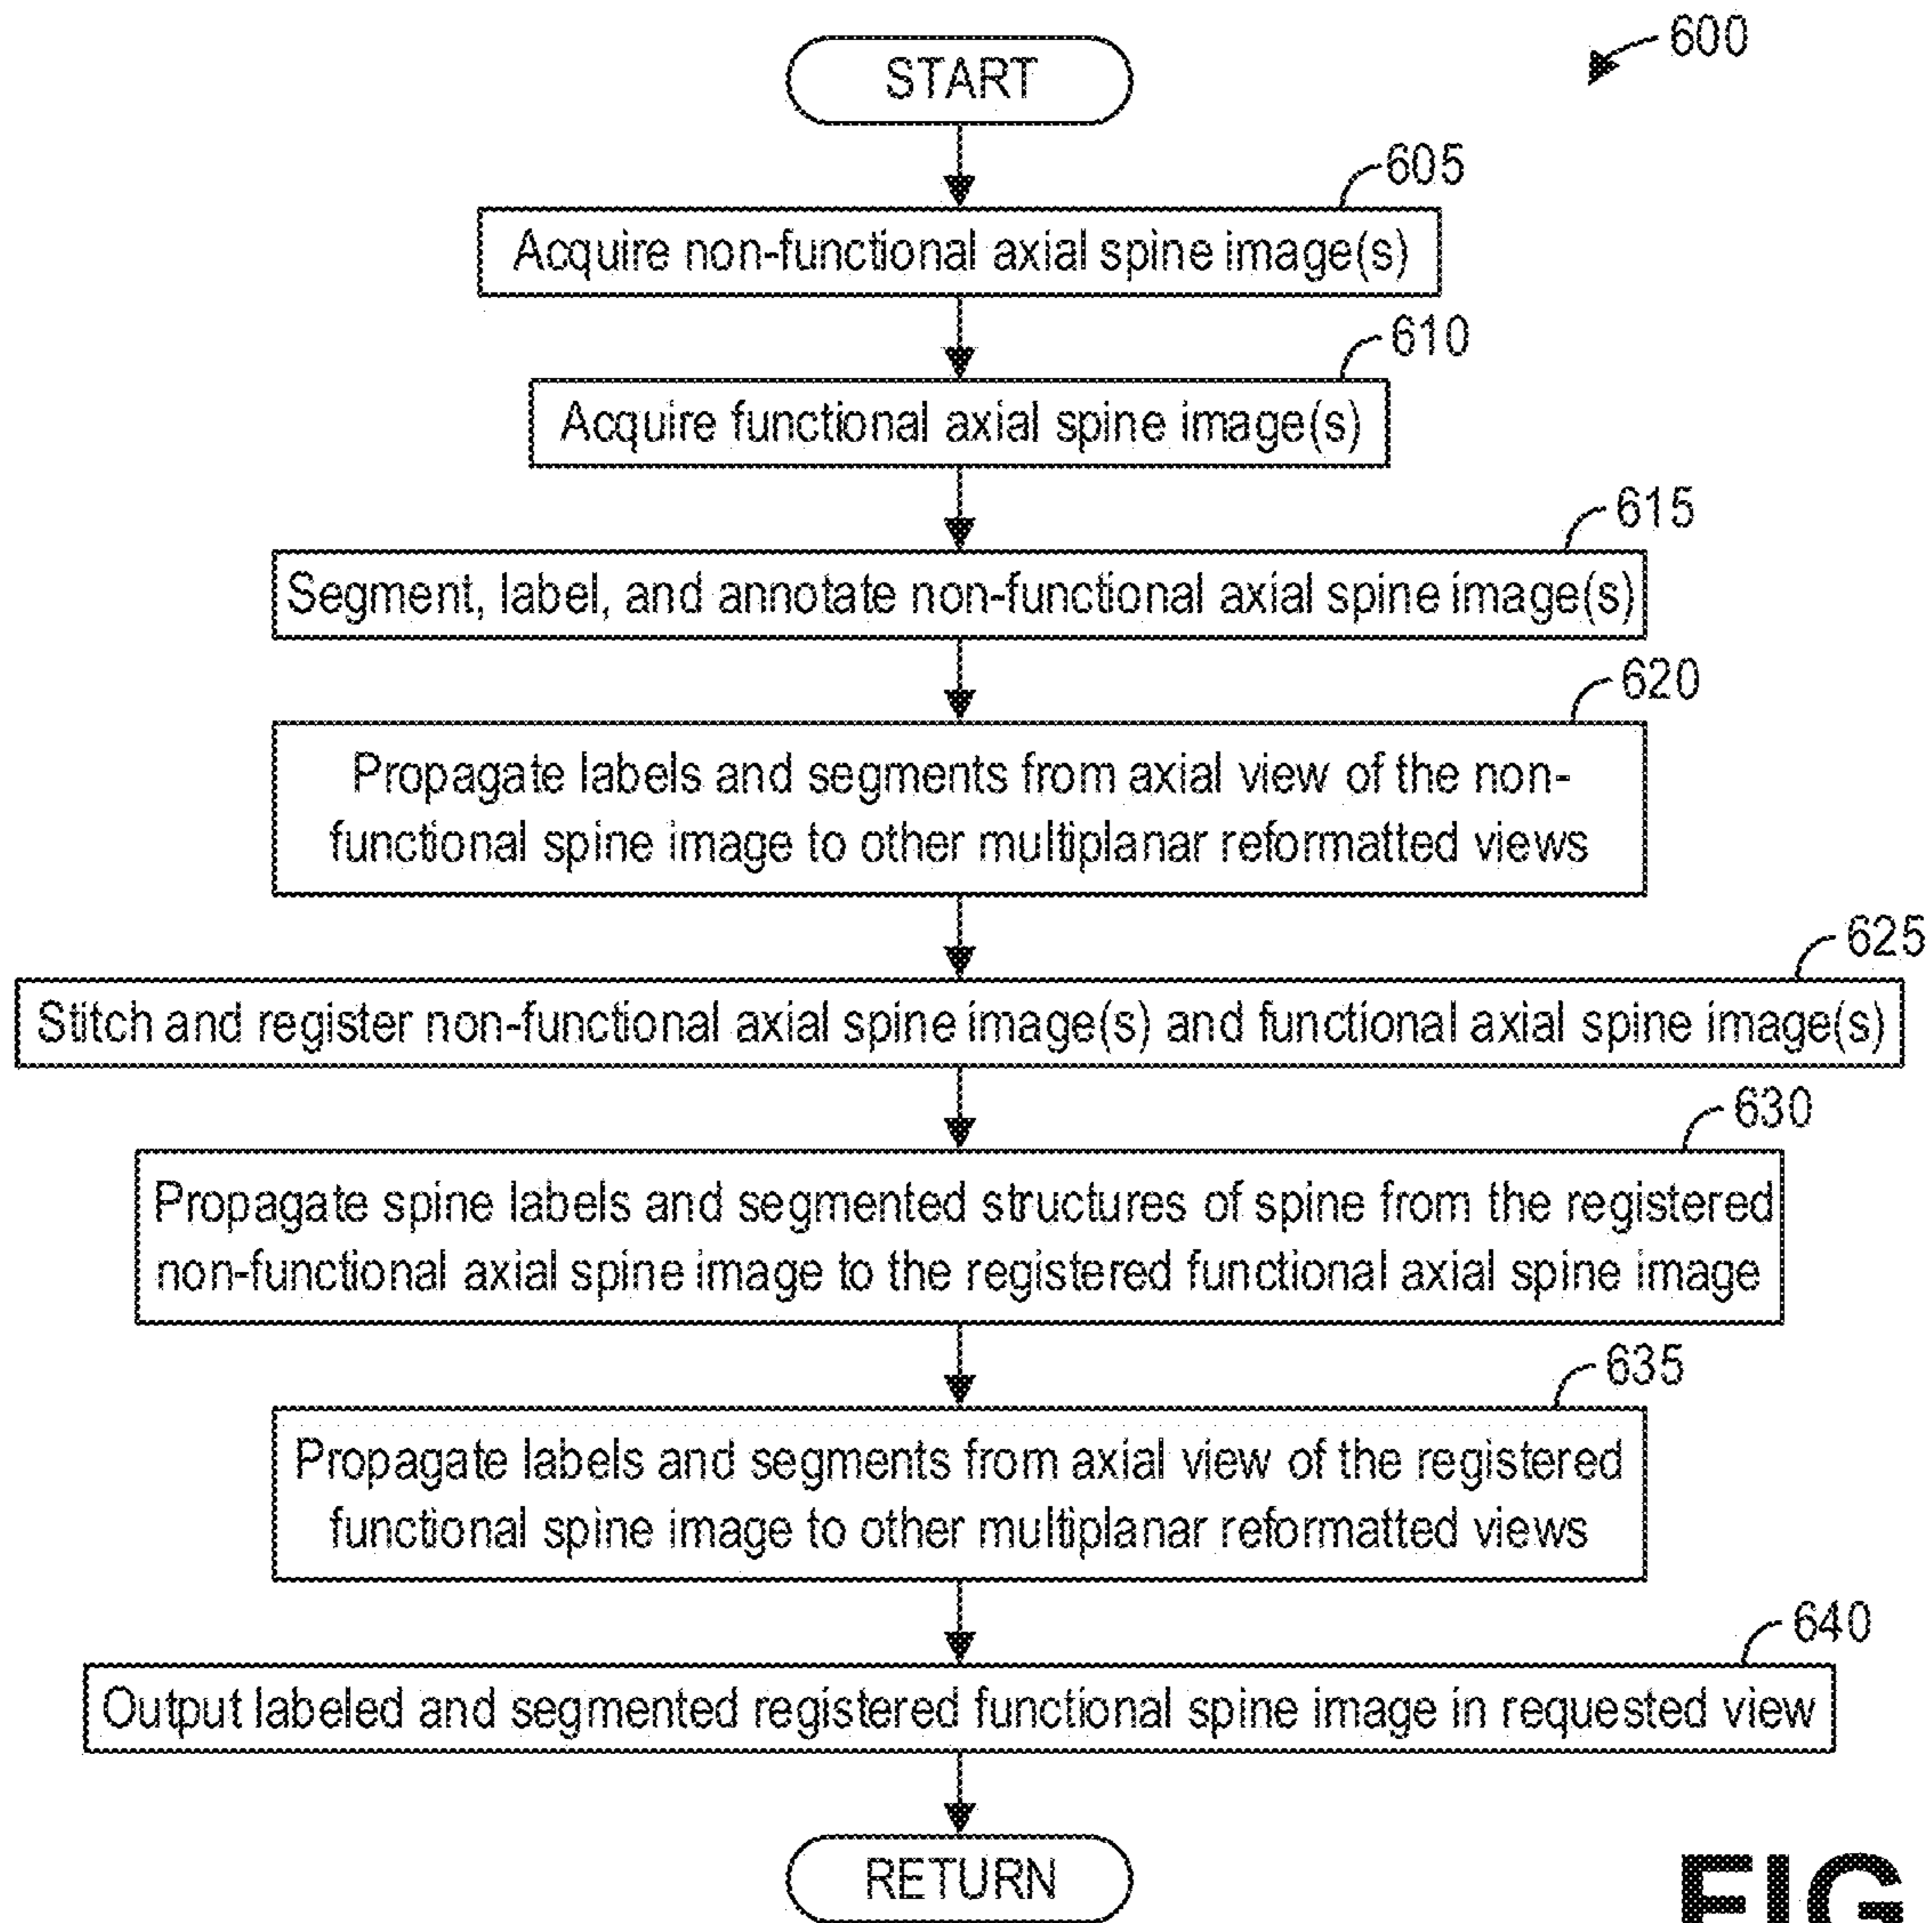 600
START
605
Acquire non-functional axial spine image(s)
610
Acquire functional axial spine image(s)
615
Segment, label, and annotate non-functional axial spine image(s)
620
Propagate labels and segments from axial view of the non-
functional spine image to other multiplanar reformatted views
625
Stitch and register non-functional axial spine image(s) and functional axial spine image(s)
630
Propagate spine labels and segmented structures of spine from the registered
non-functional axial spine image to the registered functional axial spine image
635
Propagate labels and segments from axial view of the registered
functional spine image to other multiplanar reformatted views
640
Output labeled and segmented registered functional spine image in requested view
RETURN
FIG